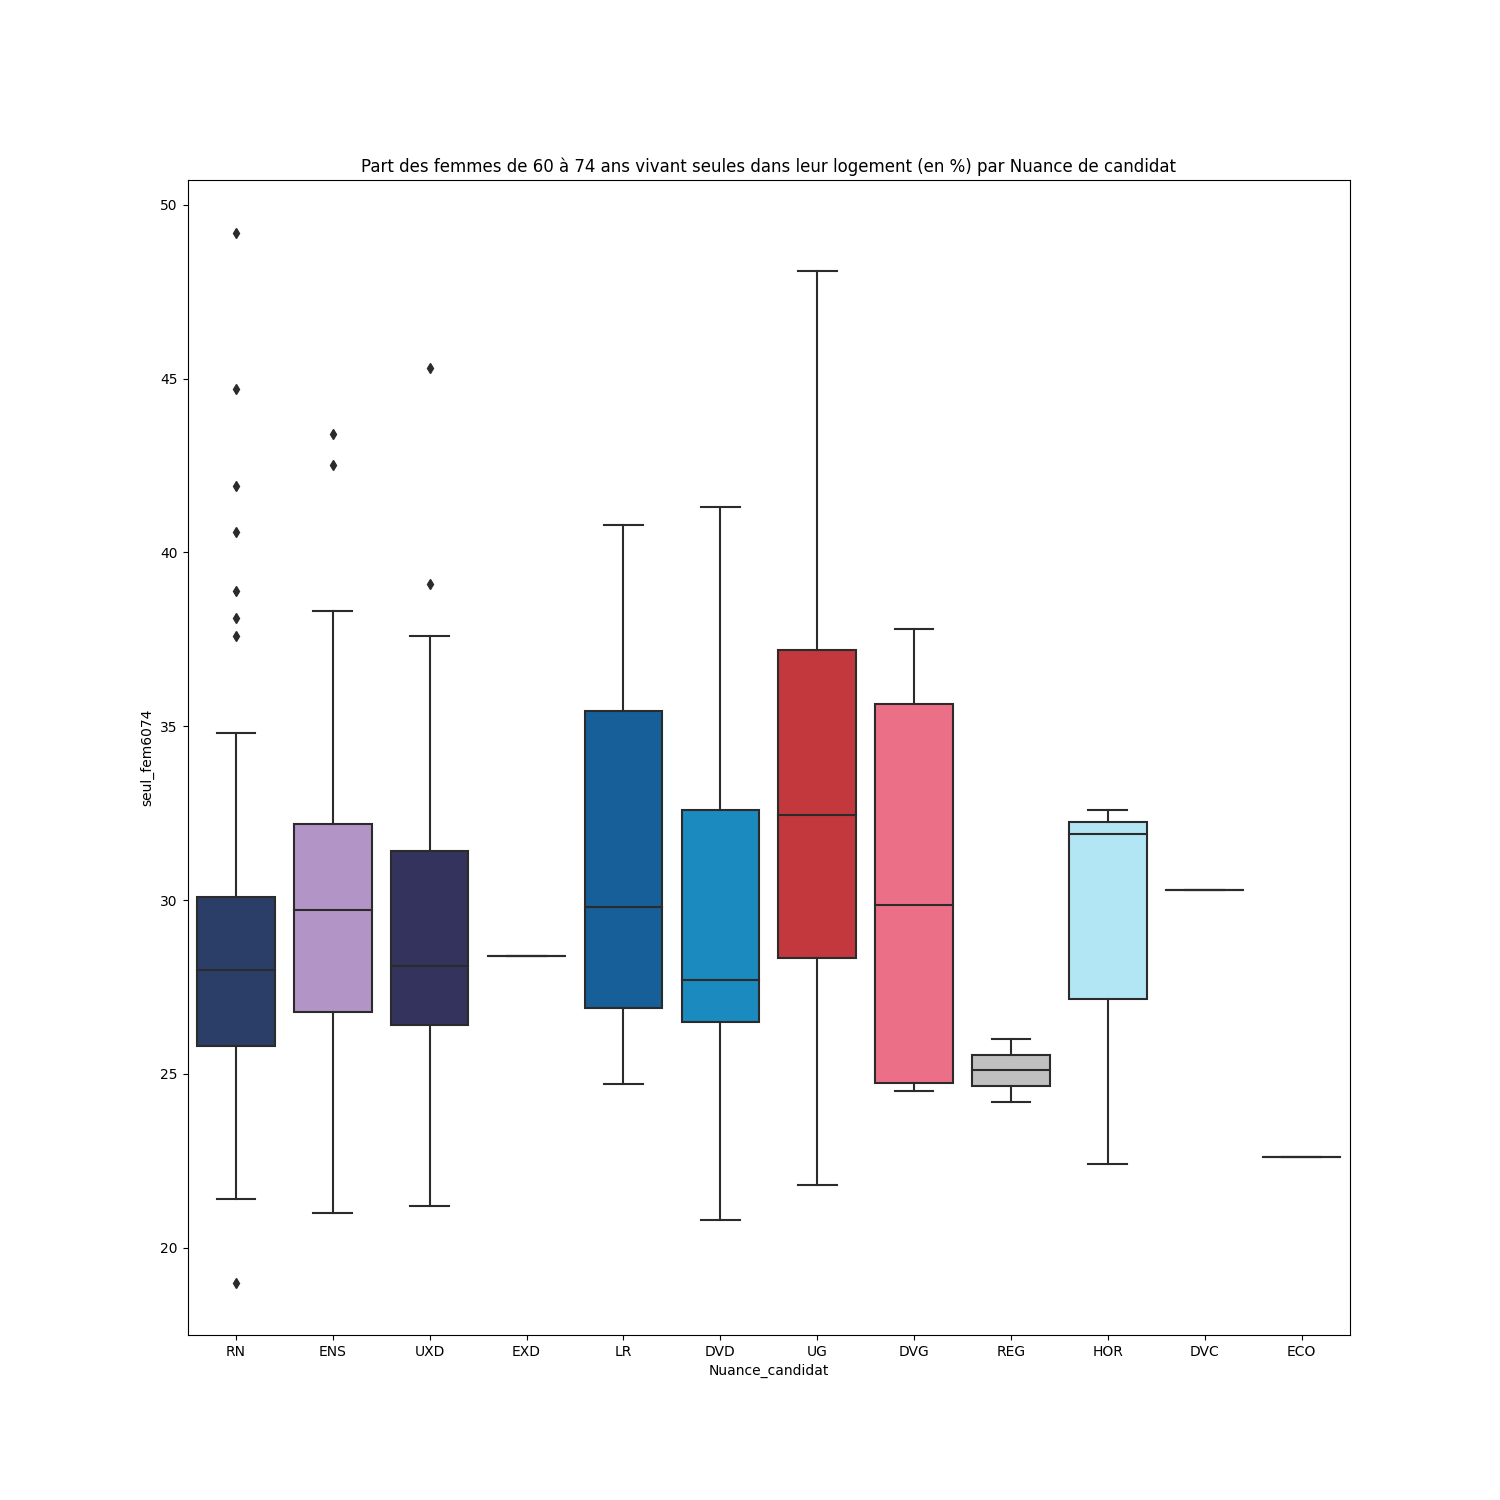 Part des femmes de 60 à 74 ans vivant seules dans leur logement (en %) par Nuance de candidat
50
45
40
35
30
25
20
seul_fem6074
RN ENS UXD EXD LR DVD UG DVG REG HOR DVC ECO
Nuance_candidat